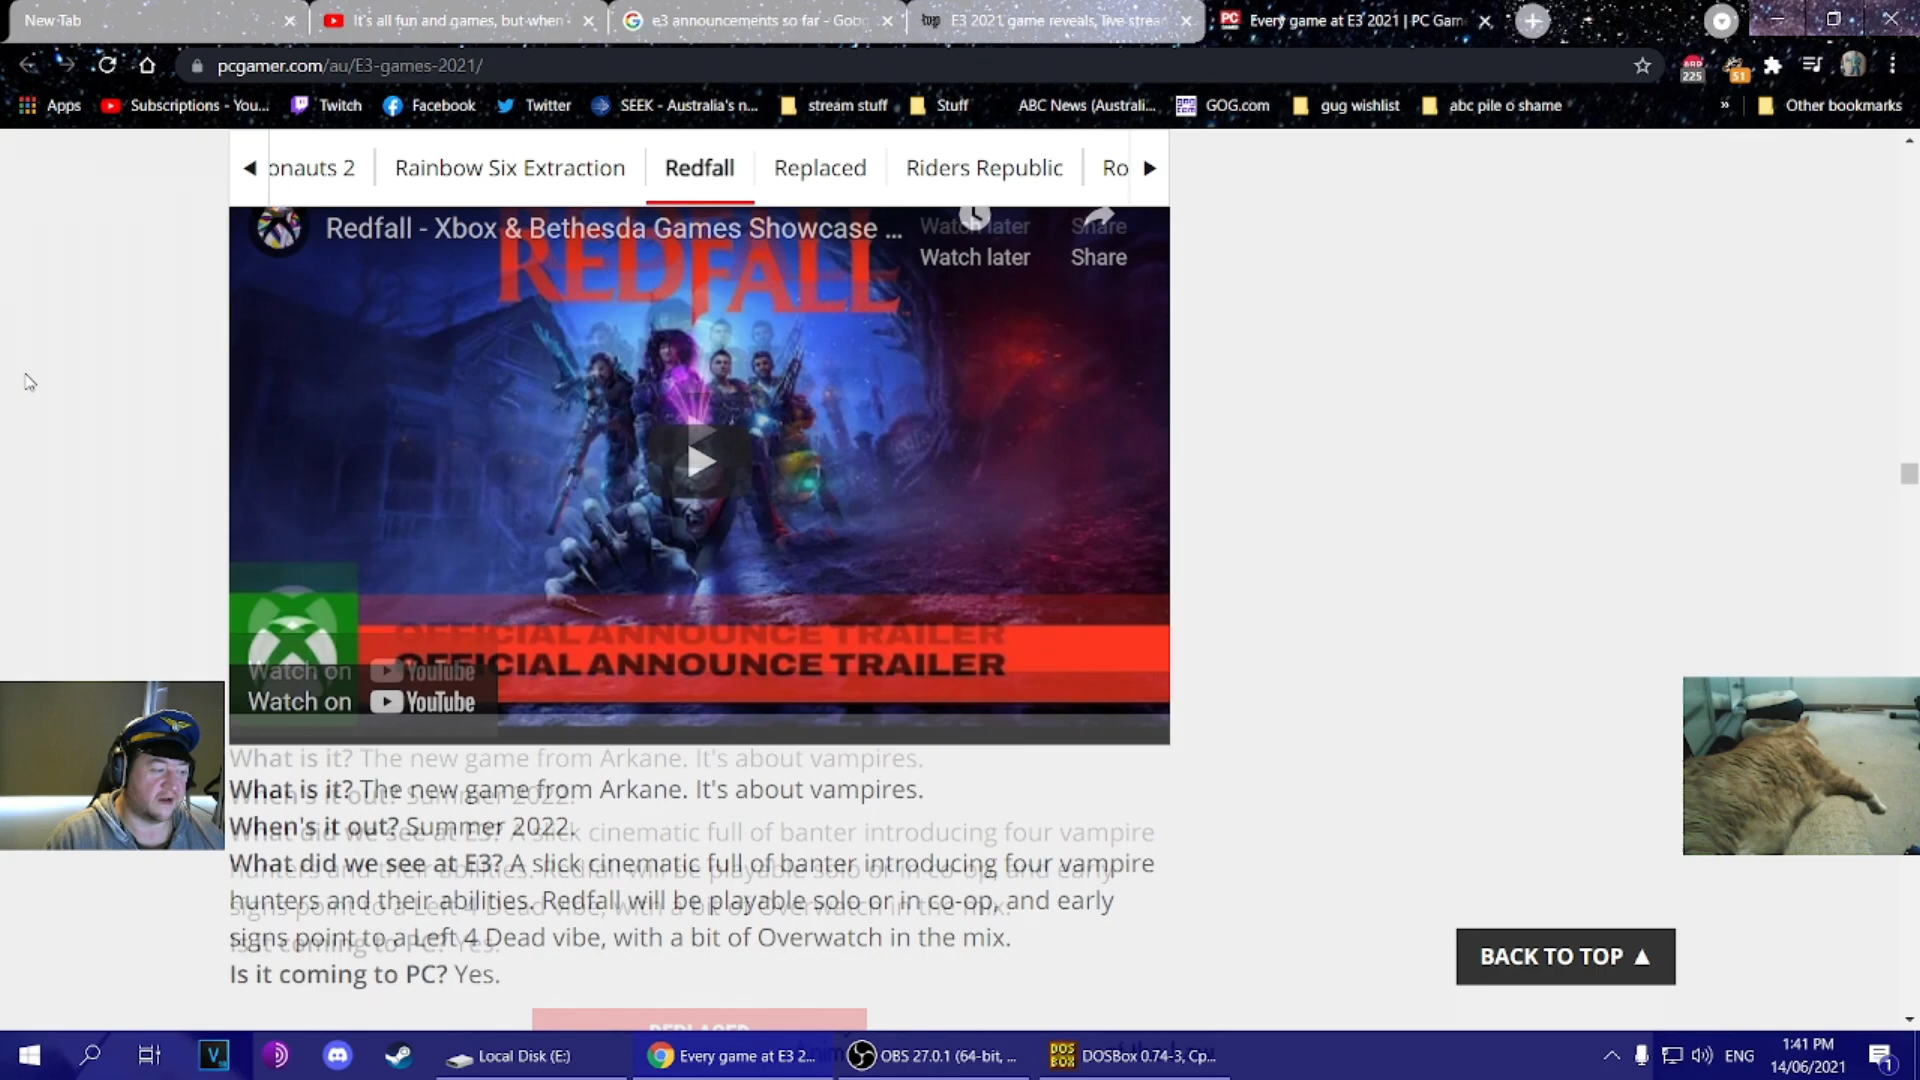 New Tab
It's all fun and games, but when
e3 announcements so far - Goo
E3 2021 game reveals, live strea
Every game at E3 2021 | PC Gam
pcgamer.com/au/E3-games-2021/
225
51
Apps
Subscriptions - You...
Twitch
Facebook
Twitter
SEEK - Australia's n...
stream stuff
Stuff
ABC News (Australi...
GOG.com
gug wishlist
abc pile o shame
»
Other bookmarks
onauts 2
Rainbow Six Extraction
Redfall
Replaced
Riders Republic
Ro
Redfall - Xbox & Bethesda Games Showcase ...
Watch later
Share
REDFALL
OFFICIAL ANNOUNCE TRAILER
Watch on YouTube
What is it? The new game from Arkane. It's about vampires.
When's it out? Summer 2022.
What did we see at E3? A slick cinematic full of banter introducing four vampire
hunters and their abilities. Redfall will be playable solo or in co-op, and early
signs point to a Left 4 Dead vibe, with a bit of Overwatch in the mix.
Is it coming to PC? Yes.
BACK TO TOP
REPLACED
Local Disk (E:)
Every game at E3 2...
OBS 27.0.1 (64-bit, ...
DOSBox 0.74-3, Cp...
ENG
1:41 PM
14/06/2021
1